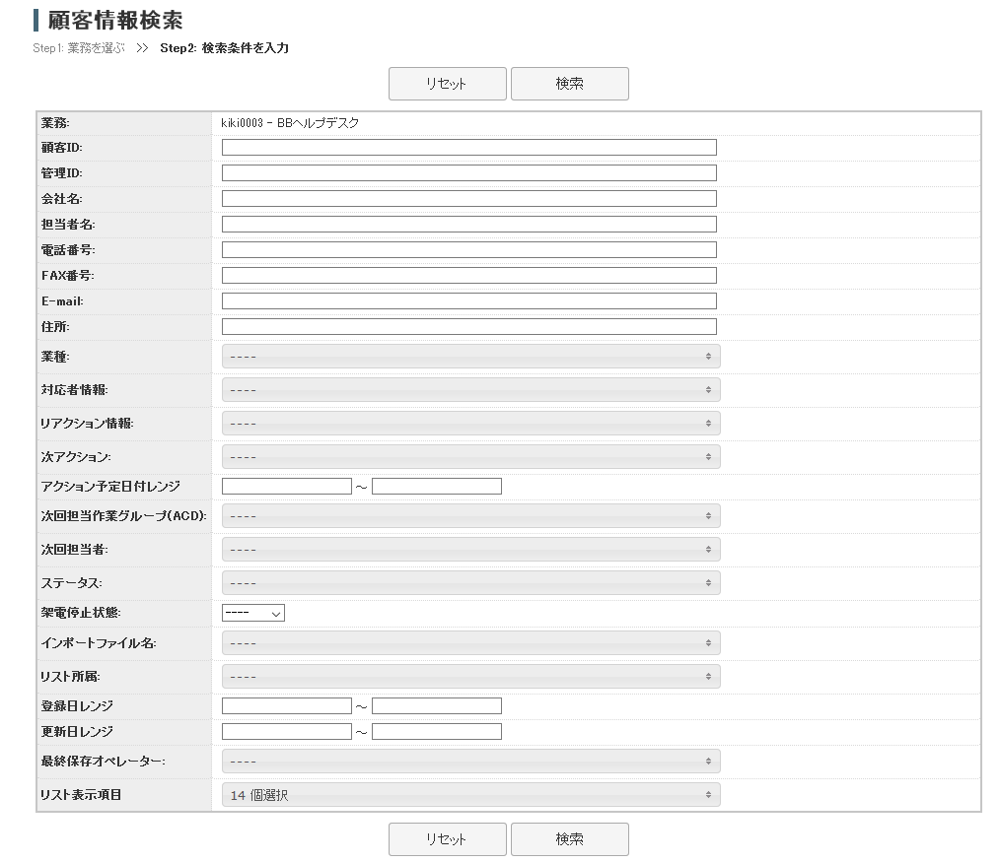 顧客情報検索
Step1: 業務を選ぶ >> Step2: 検索条件を入力
リセット 検索
業務: kiki0003 - BBヘルプデスク
顧客ID:
管理ID:
会社名:
担当者名:
電話番号:
FAX番号:
E-mail:
住所:
業種: ----
対応者情報: ----
リアクション情報: ----
次アクション: ----
アクション予定日付レンジ ～
次回担当作業グループ(ACD): ----
次回担当者: ----
ステータス: ----
架電停止状態: ----
インポートファイル名: ----
リスト所属: ----
登録日レンジ ～
更新日レンジ ～
最終保存オペレーター: ----
リスト表示項目 14 個選択
リセット 検索